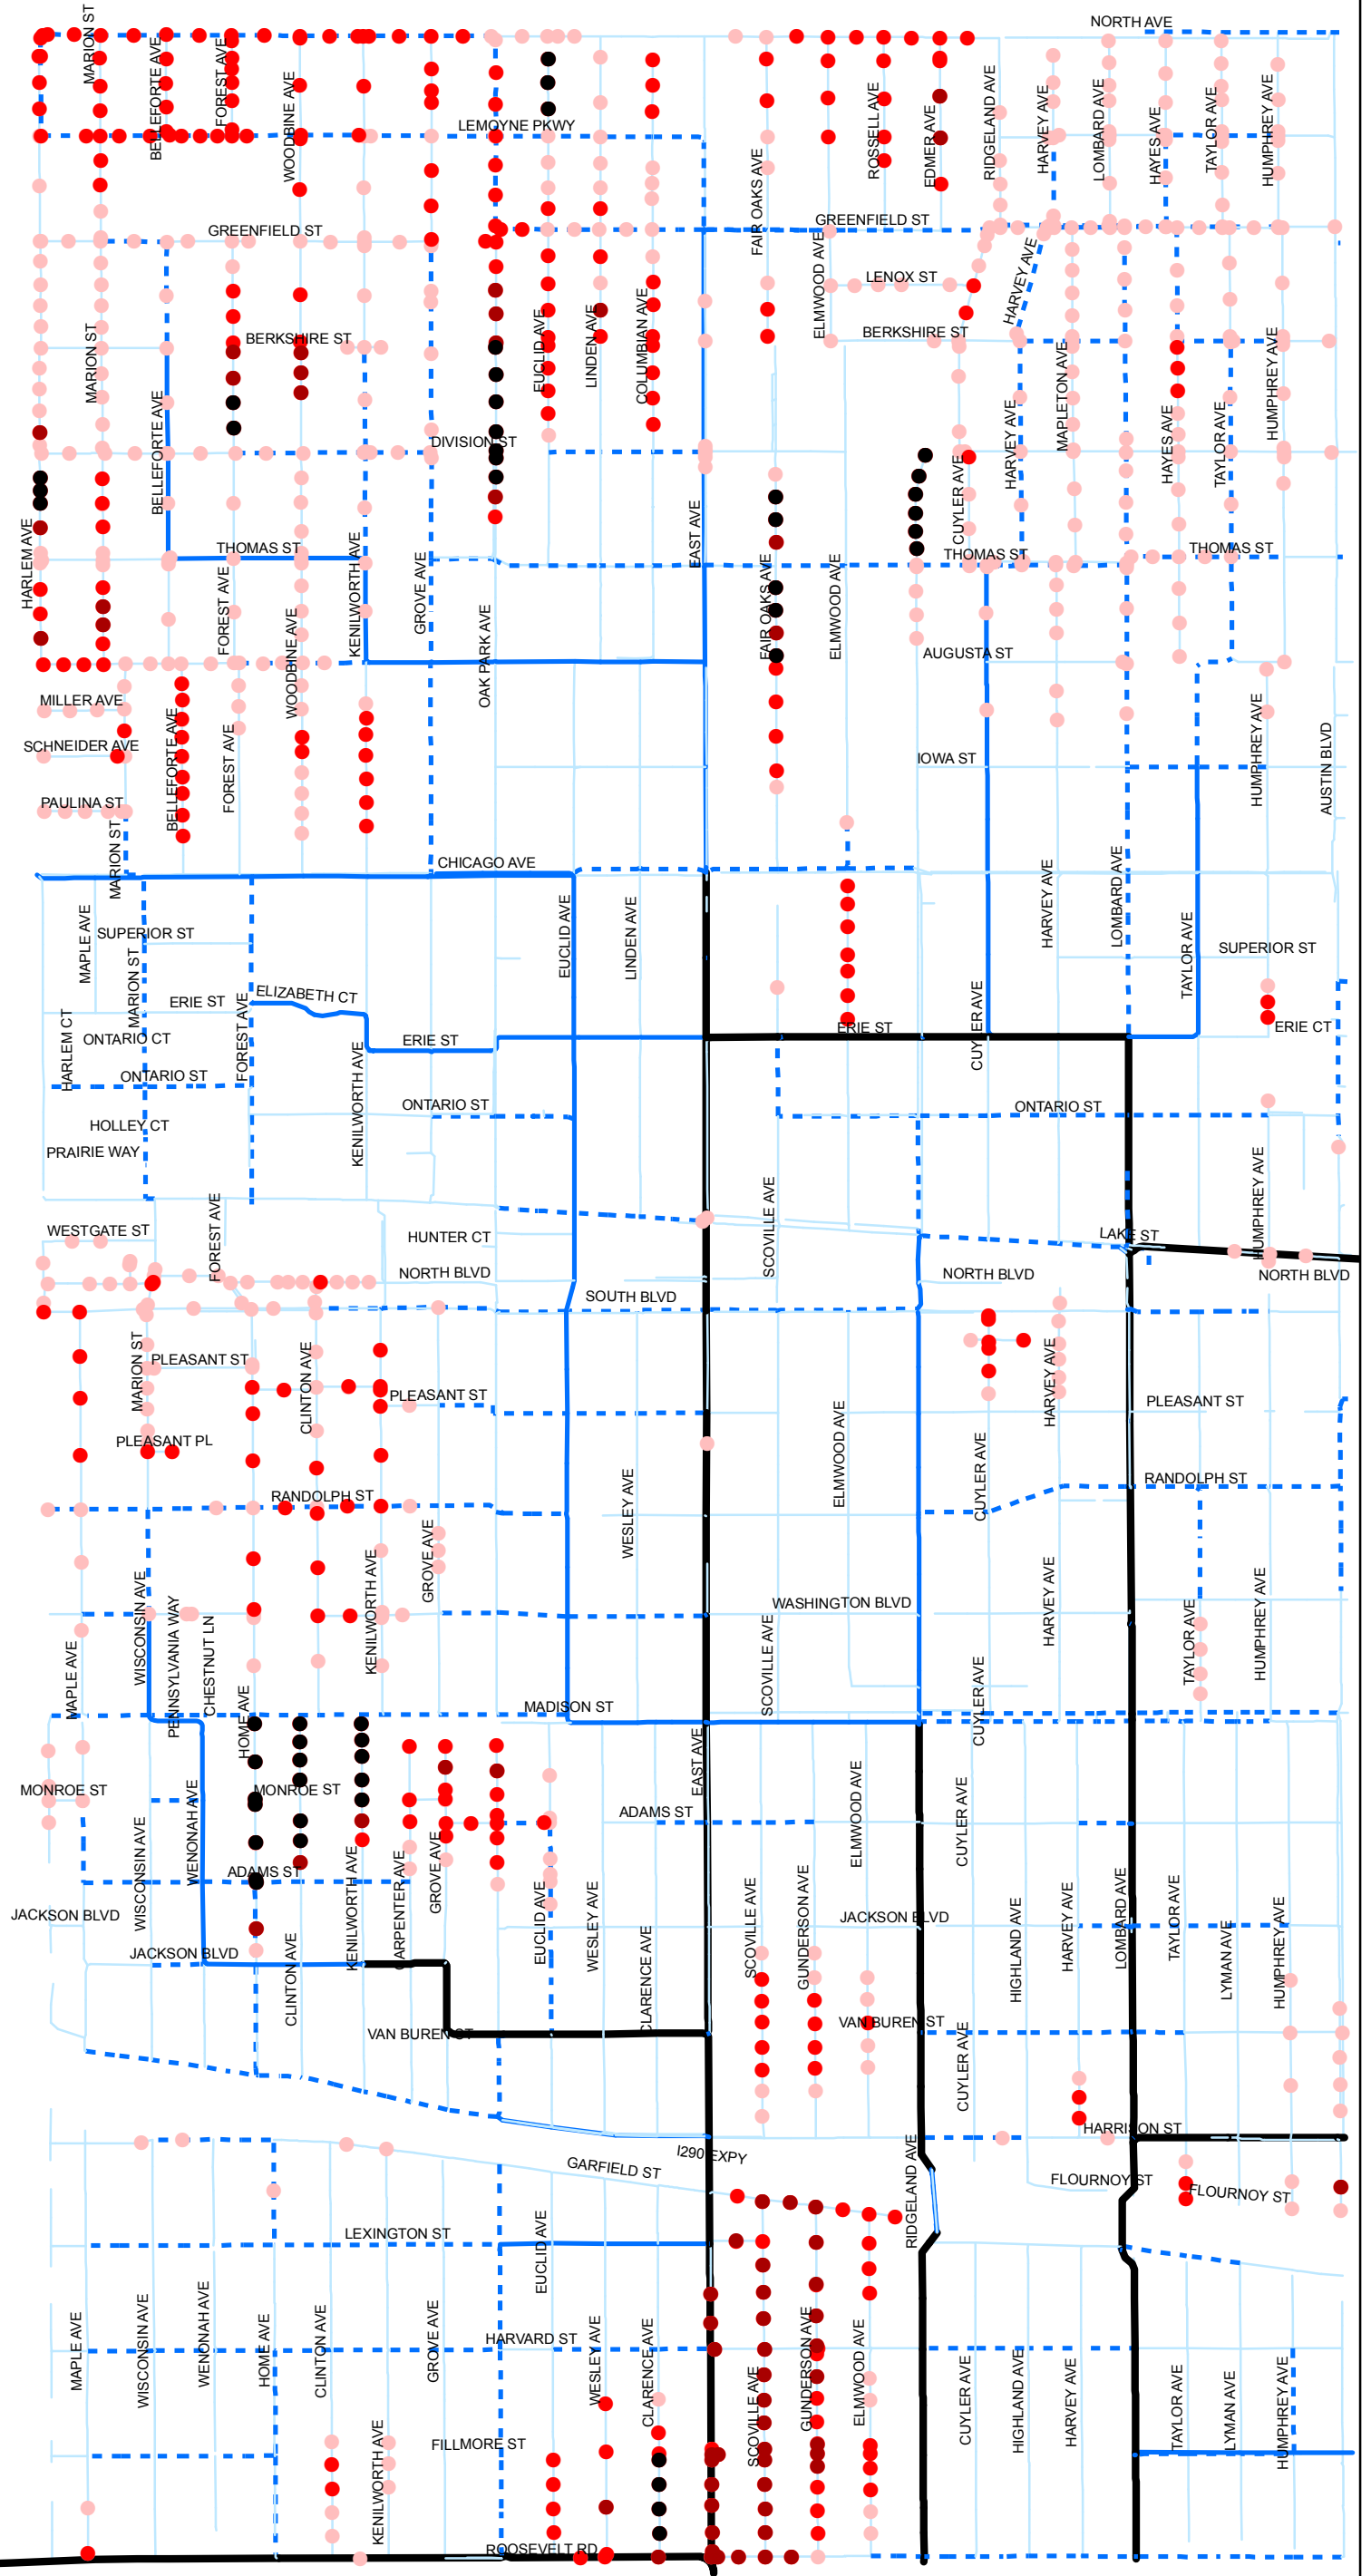 NORTH AVE
MARION ST
BELLEFORTE AVE
FOREST AVE
WOODBINE AVE
LEMOYNE PKWY
ROSSELL AVE
EDMER AVE
RIDGELAND AVE
HARVEY AVE
LOMBARD AVE
HAYES AVE
TAYLOR AVE
HUMPHREY AVE
FAIR OAKS AVE
GREENFIELD ST
GREENFIELD ST
ELMWOOD AVE
LENOX ST
HARVEY AVE
BERKSHIRE ST
BERKSHIRE ST
MARION ST
EUCLID AVE
LINDEN AVE
COLUMBIAN AVE
MAPLETON AVE
HUMPHREY AVE
BELLEFORTE AVE
DIVISION ST
CUYLER AVE
HARVEY AVE
HAYES AVE
TAYLOR AVE
HARLEM AVE
THOMAS ST
KENILWORTH AVE
GROVE AVE
EAST AVE
THOMAS ST
THOMAS ST
FOREST AVE
WOODBINE AVE
OAK PARK AVE
FAIR OAKS AVE
ELMWOOD AVE
AUGUSTA ST
MILLER AVE
SCHNEIDER AVE
BELLEFORTE AVE
FOREST AVE
IOWA ST
HUMPHREY AVE
AUSTIN BLVD
PAULINA ST
MARION ST
CHICAGO AVE
MAPLE AVE
SUPERIOR ST
MARION ST
EUCLID AVE
LINDEN AVE
HARVEY AVE
LOMBARD AVE
TAYLOR AVE
SUPERIOR ST
ERIE ST
ELIZABETH CT
FOREST AVE
HARLEM CT
ONTARIO CT
ERIE ST
ERIE ST
CUYLER AVE
ERIE CT
ONTARIO ST
KENILWORTH AVE
ONTARIO ST
ONTARIO ST
HOLLEY CT
PRAIRIE WAY
WESTGATE ST
FOREST AVE
HUNTER CT
SCOVILLE AVE
LAKE ST
HUMPHREY AVE
NORTH BLVD
NORTH BLVD
NORTH BLVD
SOUTH BLVD
MARION ST
PLEASANT ST
CLINTON AVE
PLEASANT ST
HARVEY AVE
PLEASANT ST
PLEASANT PL
ELMWOOD AVE
CUYLER AVE
RANDOLPH ST
RANDOLPH ST
WESLEY AVE
GROVE AVE
WISCONSIN AVE
PENNSYLVANIA WAY
CHESTNUT LN
KENILWORTH AVE
WASHINGTON BLVD
HARVEY AVE
TAYLOR AVE
HUMPHREY AVE
MAPLE AVE
HOME AVE
MADISON ST
SCOVILLE AVE
CUYLER AVE
MONROE ST
WENONAH AVE
MONROE ST
EAST AVE
ADAMS ST
ELMWOOD AVE
CUYLER AVE
WISCONSIN AVE
ADAMS ST
KENILWORTH AVE
CARPENTER AVE
GROVE AVE
JACKSON BLVD
EUCLID AVE
WESLEY AVE
CLARENCE AVE
SCOVILLE AVE
GUNDERSON AVE
JACKSON BLVD
HIGHLAND AVE
HARVEY AVE
LOMBARD AVE
TAYLOR AVE
LYMAN AVE
HUMPHREY AVE
JACKSON BLVD
CLINTON AVE
VAN BUREN ST
VAN BUREN ST
CUYLER AVE
HARRISON ST
I290 EXPY
GARFIELD ST
RIDGELAND AVE
FLOURNOY ST
FLOURNOY ST
LEXINGTON ST
EUCLID AVE
MAPLE AVE
WISCONSIN AVE
WENONAH AVE
HOME AVE
CLINTON AVE
GROVE AVE
HARVARD ST
WESLEY AVE
CLARENCE AVE
SCOVILLE AVE
GUNDERSON AVE
ELMWOOD AVE
CUYLER AVE
HIGHLAND AVE
HARVEY AVE
TAYLOR AVE
LYMAN AVE
HUMPHREY AVE
KENILWORTH AVE
FILLMORE ST
ROOSEVELT RD